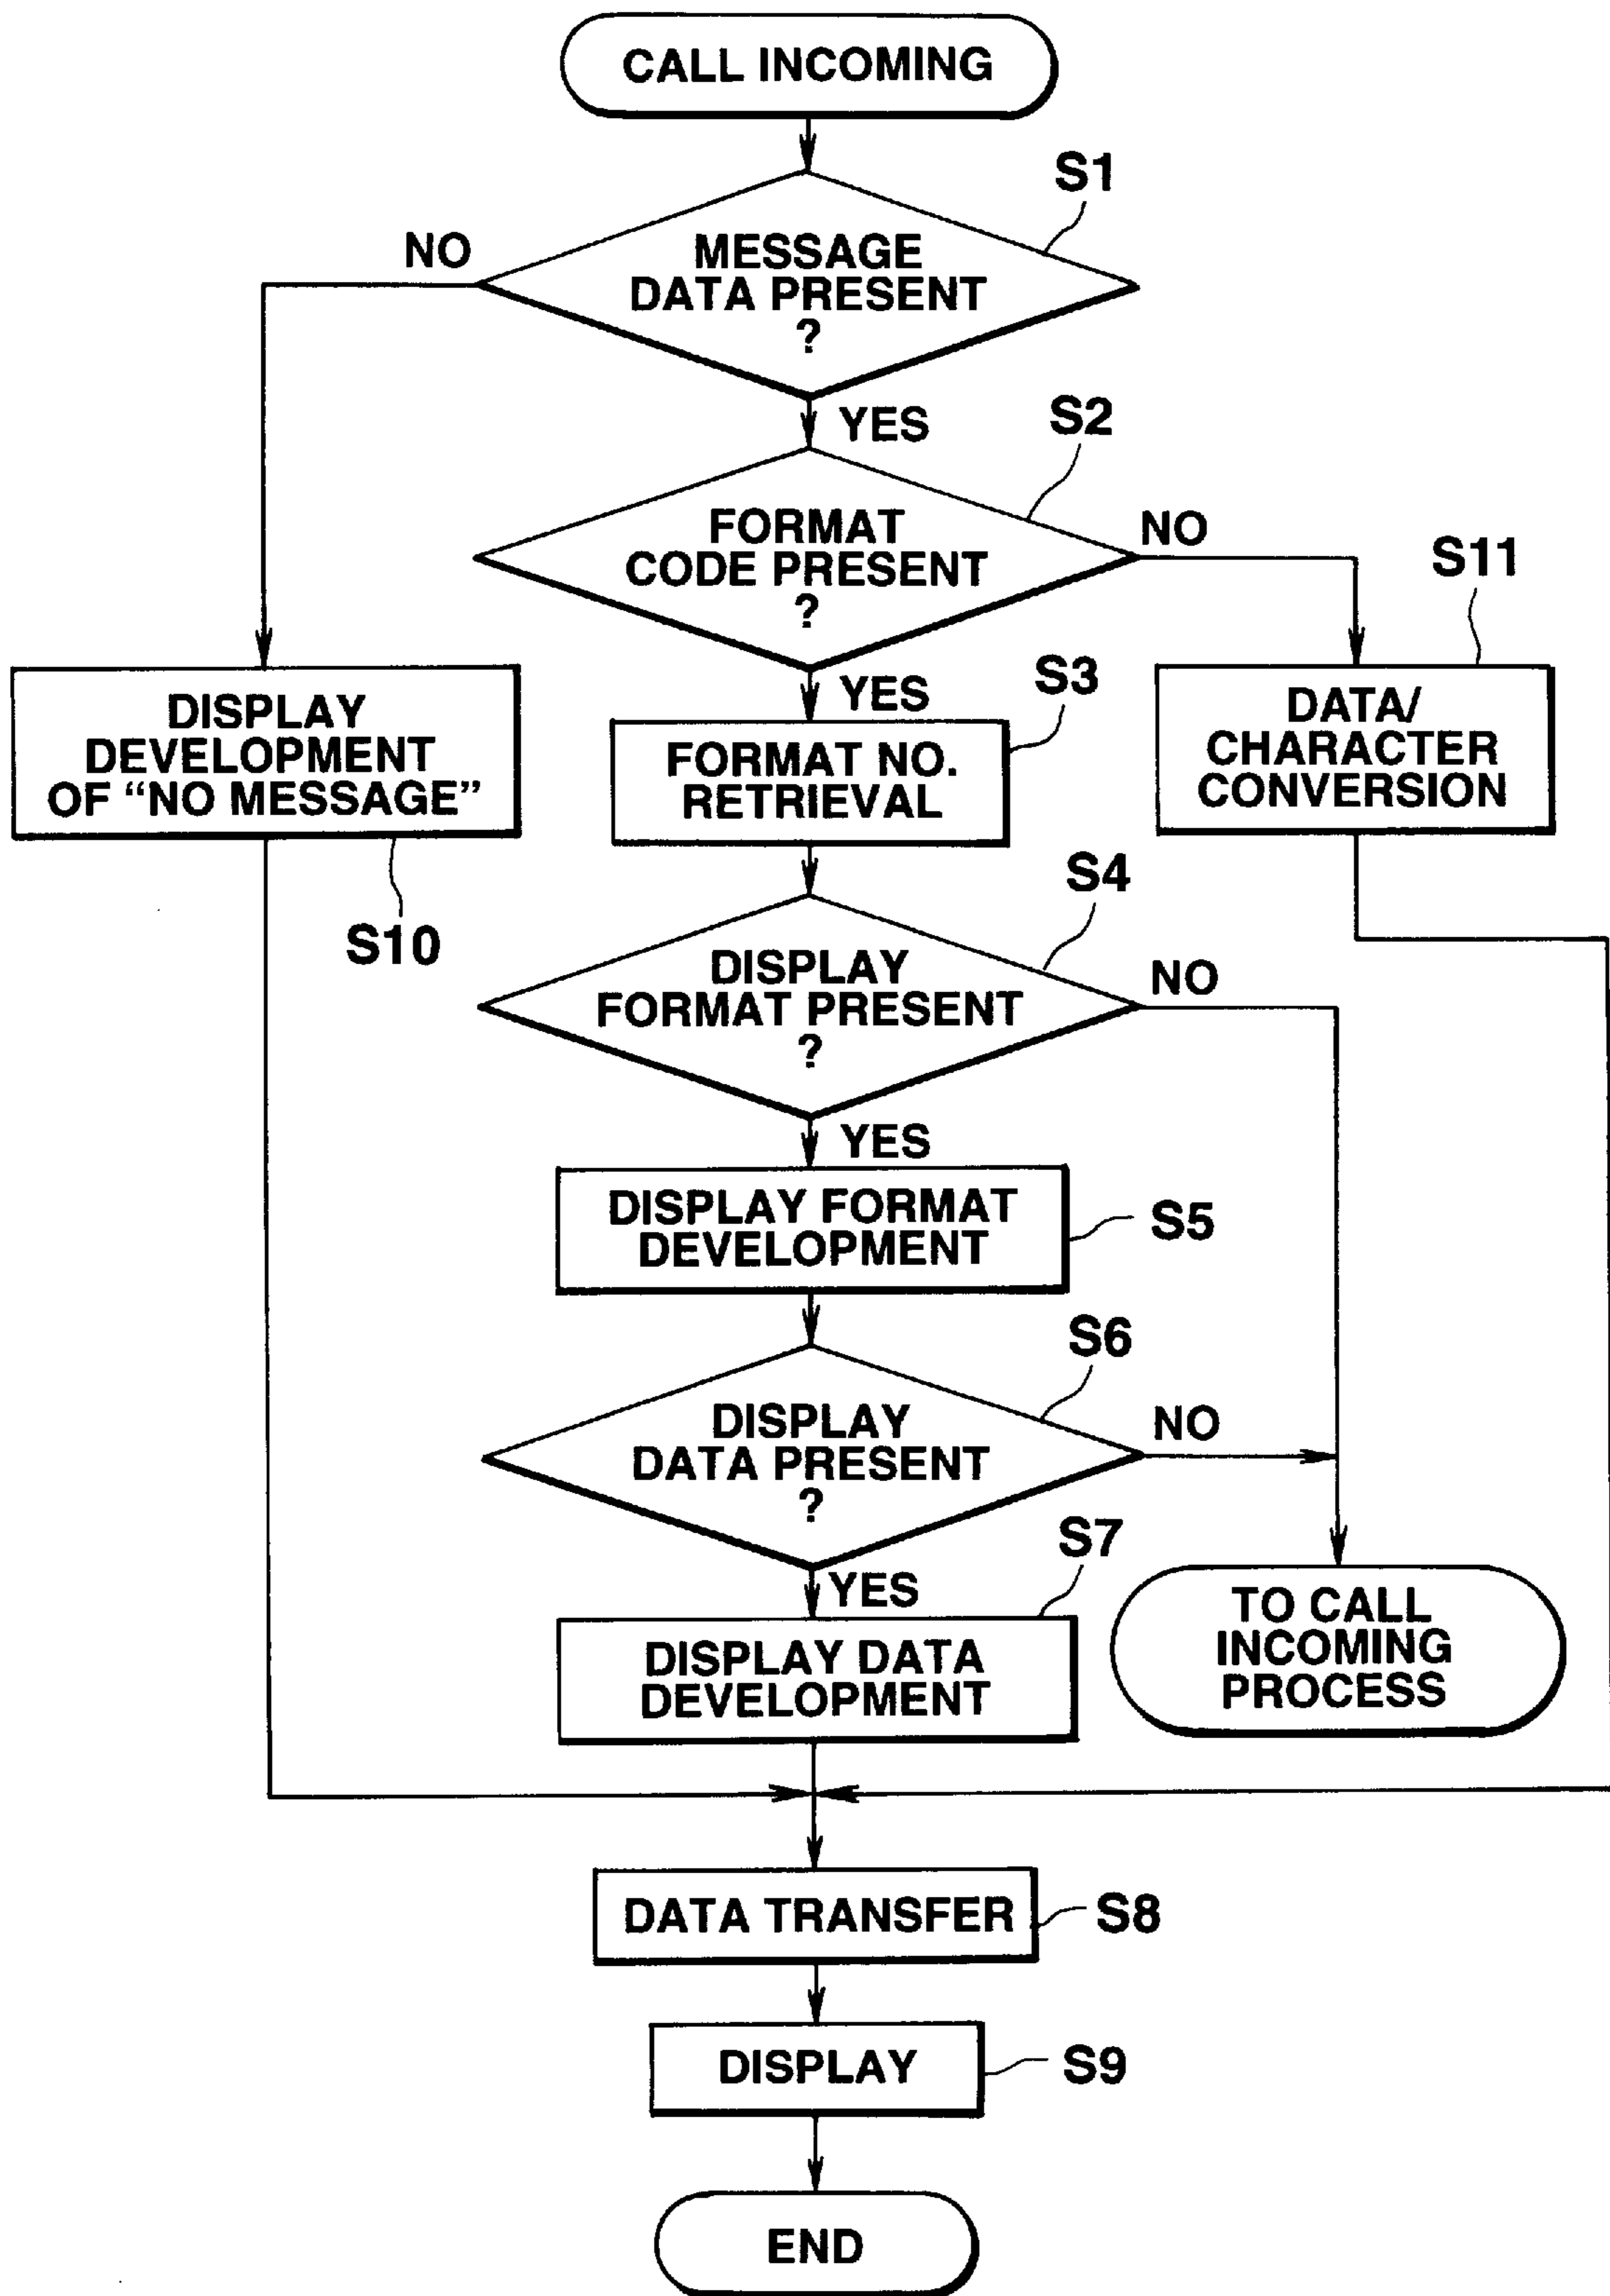 CALL INCOMING
S1
NO
MESSAGE
DATA PRESENT
?
YES
S2
FORMAT
CODE PRESENT
?
NO
S11
YES
S3
DISPLAY
DEVELOPMENT
OF “NO MESSAGE”
FORMAT NO.
RETRIEVAL
DATA/
CHARACTER
CONVERSION
S10
S4
DISPLAY
FORMAT PRESENT
?
NO
YES
DISPLAY FORMAT
DEVELOPMENT
S5
S6
DISPLAY
DATA PRESENT
?
NO
YES
S7
DISPLAY DATA
DEVELOPMENT
TO CALL
INCOMING
PROCESS
DATA TRANSFER
S8
DISPLAY
S9
END